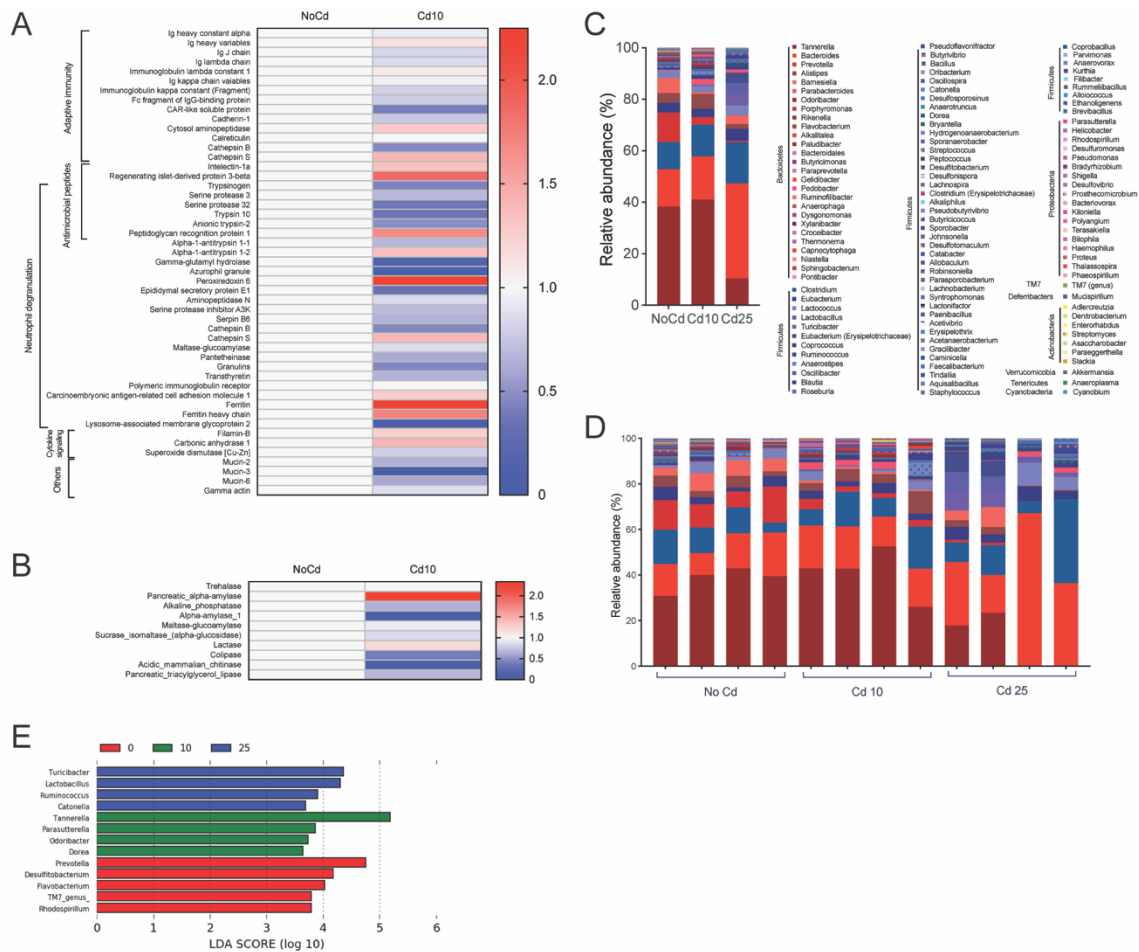 A
NoCd
Cd10
Adaptive immunity
Antimicrobial peptides
Neutrophil degranulation
Cytokine
signaling
Others
Ig heavy constant alpha
Ig heavy variables
Ig J chain
Ig lambda chain
Immunoglobulin lambda constant 1
Ig kappa chain vaiables
Immunoglobulin kappa constant (Fragment)
Fc fragment of IgG-binding protein
CAR-like soluble protein
Cadherin-1
Cytosol aminopeptidase
Calreticulin
Cathepsin B
Cathepsin S
Intelectin-1a
Regenerating islet-derived protein 3-beta
Trypsinogen
Serine protease 3
Serine protease 32
Trypsin 10
Anionic trypsin-2
Peptidoglycan recognition protein 1
Alpha-1-antitrypsin 1-1
Alpha-1-antitrypsin 1-2
Gamma-glutamyl hydrolase
Azurophil granule
Peroxiredoxin 6
Epididymal secretory protein E1
Aminopeptidase N
Serine protease inhibitor A3K
Serpin B6
Cathepsin B
Cathepsin S
Maltase-glucoamylase
Pantetheinase
Granulins
Transthyretin
Polymeric immunoglobulin receptor
Carcinoembryonic antigen-related cell adhesion molecule 1
Ferritin
Ferritin heavy chain
Lysosome-associated membrane glycoprotein 2
Filamin-B
Carbonic anhydrase 1
Superoxide dismutase [Cu-Zn]
Mucin-2
Mucin-3
Mucin-6
Gamma actin
2.0
1.5
1.0
0.5
0
B
NoCd
Cd10
Trehalase
Pancreatic_alpha-amylase
Alkaline_phosphatase
Alpha-amylase_1
Maltase-glucoamylase
Sucrase_isomaltase_(alpha-glucosidase)
Lactase
Colipase
Acidic_mammalian_chitinase
Pancreatic_triacylglycerol_lipase
2.0
1.5
1.0
0.5
0
C
Relative abundance (%)
100
80
60
40
20
0
NoCd
Cd10
Cd25
Bactoidetes
Tannerella
Bacteroides
Prevotella
Alistipes
Barnesiella
Parabacteroides
Odoribacter
Porphyromonas
Rikenella
Flavobacterium
Alkalitalea
Paludibacter
Bacteroidales
Butyricimonas
Paraprevotella
Gelidibacter
Pedobacter
Ruminofilibacter
Anaerophaga
Dysgonomonas
Xylanibacter
Croceibacter
Thermonema
Capnocytophaga
Niastella
Sphingobacterium
Pontibacter
Firmicutes
Clostridium
Eubacterium
Lactococcus
Lactobacillus
Turicibacter
Eubacterium (Erysipelotrichaceae)
Coprococcus
Ruminococcus
Anaerostipes
Oscillibacter
Blautia
Roseburia
Firmicutes
Pseudoflavonifractor
Butyrivibrio
Bacillus
Oribacterium
Oscillospira
Catonella
Desulfosporosinus
Anaerotruncus
Dorea
Bryantella
Hydrogenoanaerobacterium
Sporanaerobacter
Streptococcus
Peptococcus
Desulfitobacterium
Desulfonispora
Lachnospira
Clostridium (Erysipelotrichaceae)
Alkaliphilus
Pseudobutyrivibrio
Butyricicoccus
Sporobacter
Johnsonella
Desulfotomaculum
Catabacter
Allobaculum
Robinsoniella
Parasporobacterium
Lachnobacterium
Syntrophomonas
Lactonifactor
Paenibacillus
Acetivibrio
Erysipelothrix
Acetanaerobacterium
Gracilibacter
Caminicella
Faecalibacterium
Tindallia
Aquisalibacillus
Staphylococcus
Firmicutes
Coprobacillus
Parvimonas
Anaerovorax
Kurthia
Filibacter
Rummeliibacillus
Alloiococcus
Ethanoligenens
Brevibacillus
Proteobacteria
Parasutterella
Helicobacter
Rhodospirillum
Desulfuromonas
Pseudomonas
Bradyrhizobium
Shigella
Desulfovibrio
Prosthecomicrobium
Bacteriovorax
Kiloniella
Polyangium
Terasakiella
Bilophila
Haemophilus
Proteus
Thalassospira
Phaeospirillum
TM7
TM7 (genus)
Deferribacters
Mucispirillum
Actinobacteria
Adlercreutzia
Denitrobacterium
Enterorhabdus
Streptomyces
Asaccharobacter
Paraeggerthella
Slackia
Verrucomicobia
Akkermansia
Tenericutes
Anaeroplasma
Cyanobacteria
Cyanobium
D
Relative abundance (%)
100
80
60
40
20
0
No Cd
Cd 10
Cd 25
E
0
10
25
Turicibacter
Lactobacillus
Ruminococcus
Catonella
Tannerella
Parasutterella
Odoribacter
Dorea
Prevotella
Desulfitobacterium
Flavobacterium
TM7_genus_
Rhodospirillum
0
1
2
3
4
5
6
LDA SCORE (log 10)